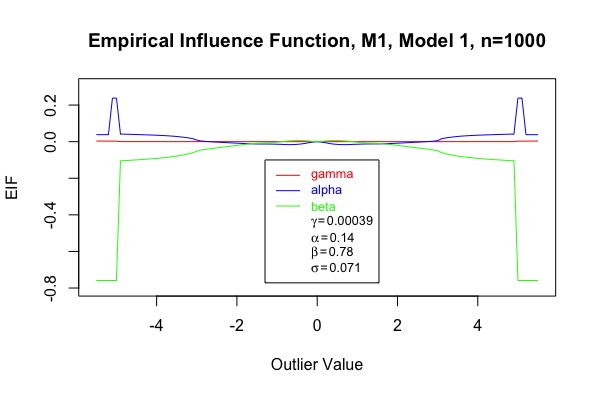 Empirical Influence Function, M1, Model 1, n=1000
EIF
0.2
0.0
-0.4
-0.8
gamma
alpha
beta
γ=0.00039
α=0.14
β=0.78
σ=0.071
-4 -2 0 2 4
Outlier Value